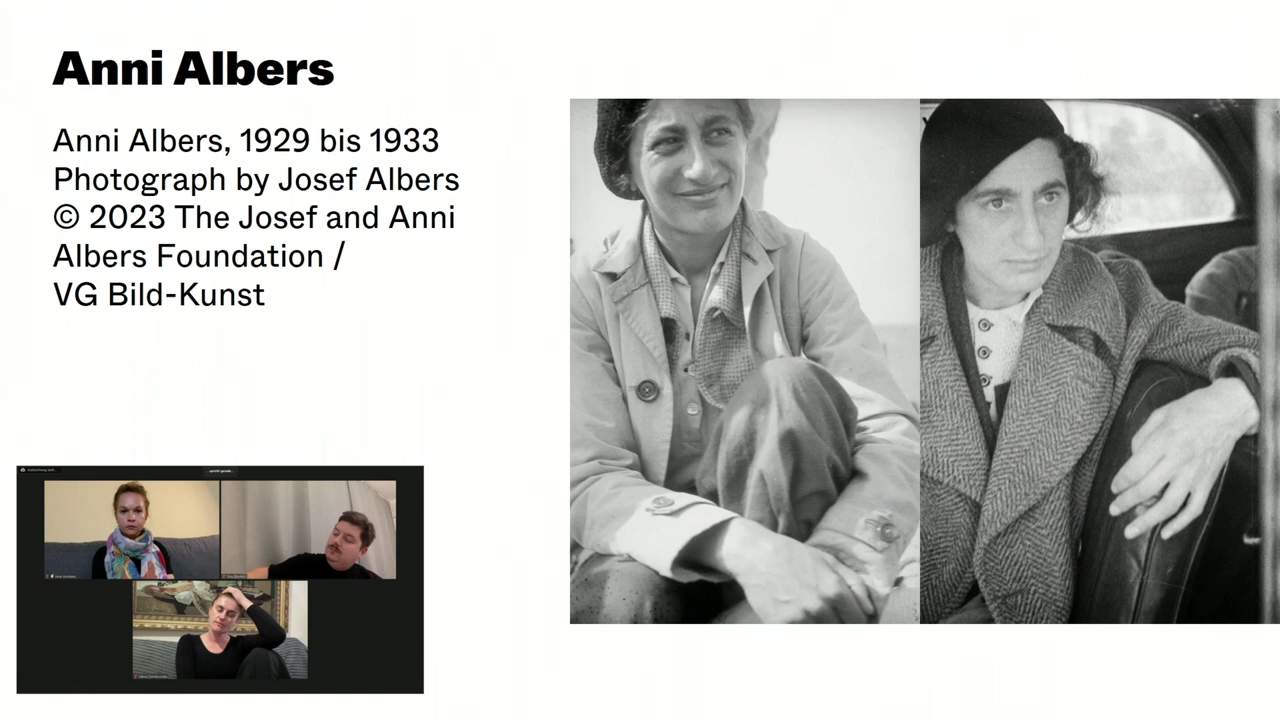 Anni Albers
Anni Albers, 1929 bis 1933
Photograph by Josef Albers
© 2023 The Josef and Anni
Albers Foundation /
VG Bild-Kunst